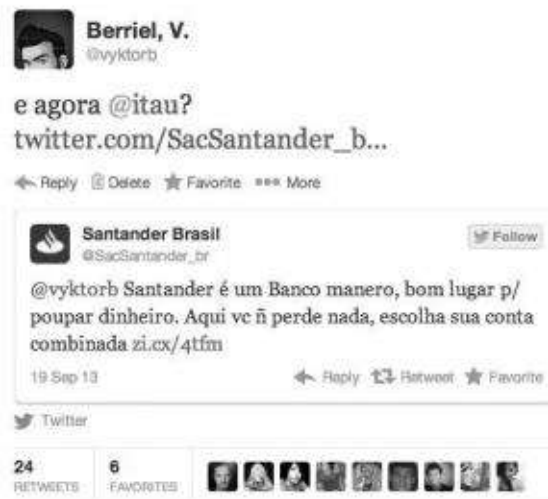 Berriel, V.
@vyktorb
e agora @itau?
twitter.com/SacSantander_b...
Reply Delete Favorite More
Santander Brasil
@SacSantander_br
Follow
@vyktorb Santander é um Banco manero, bom lugar p/
poupar dinheiro. Aqui vc ñ perde nada, escolha sua conta
combinada zi.cx/4tfm
19 Sep 13
Reply Retweet Favorite
Twitter
24
RETWEETS
6
FAVORITES